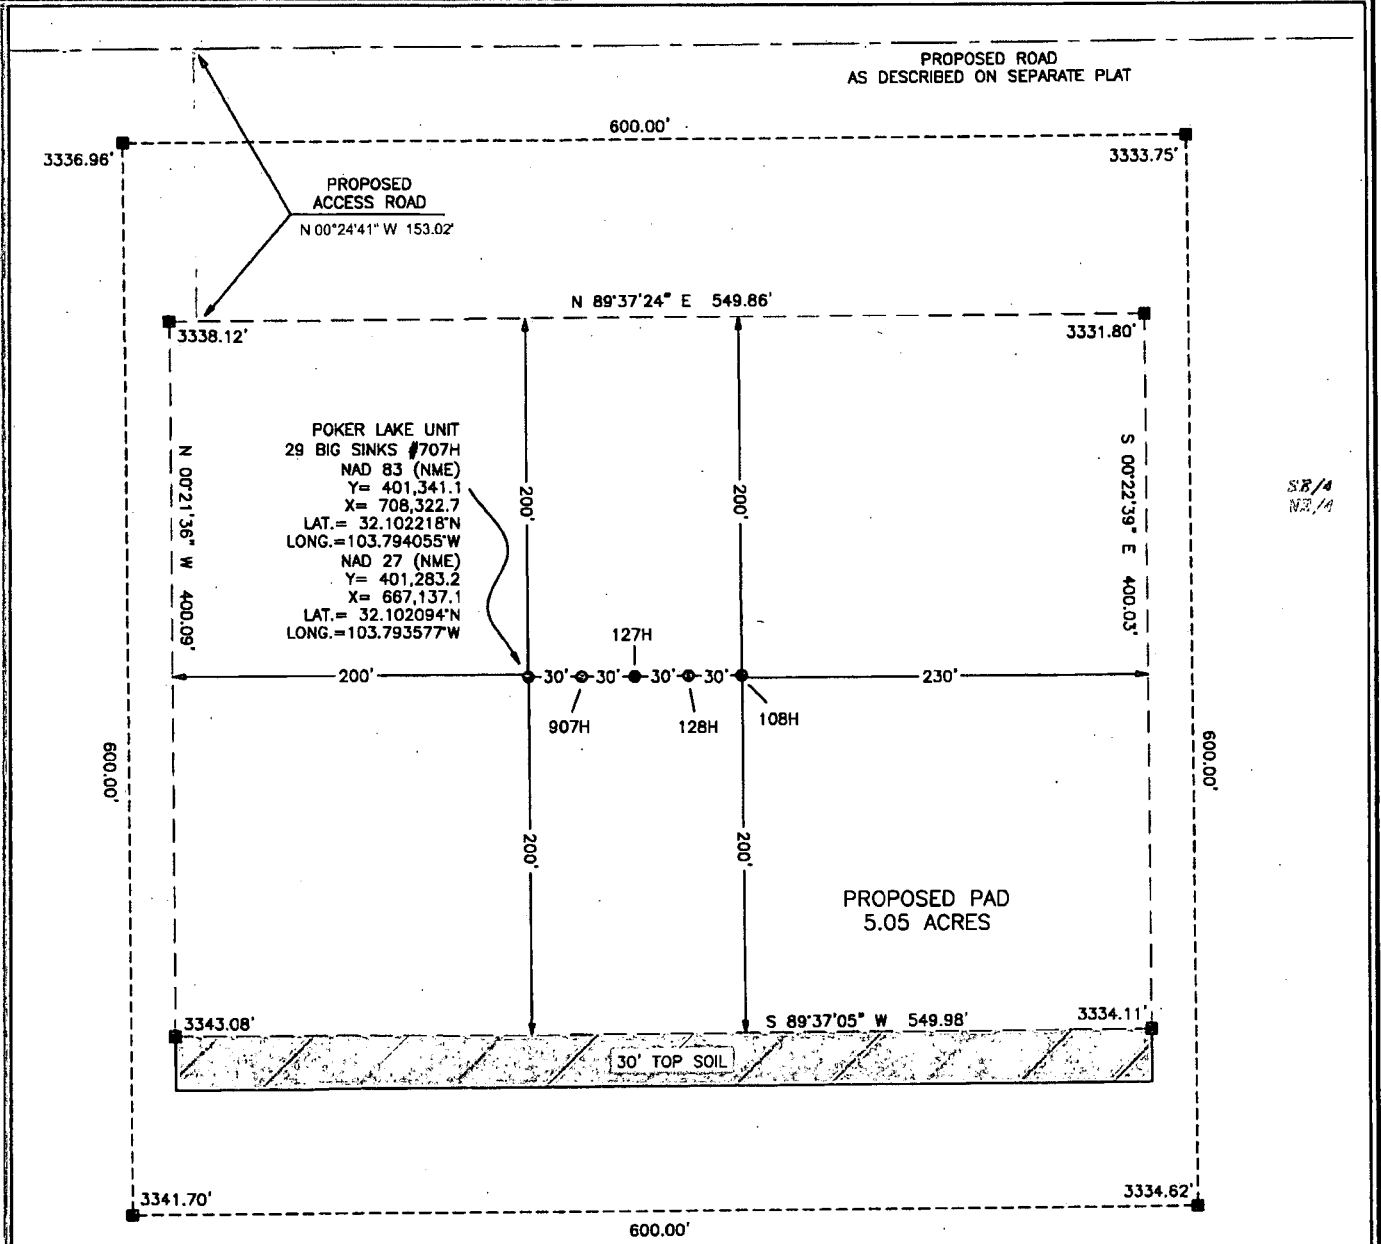 PROPOSED ROAD
AS DESCRIBED ON SEPARATE PLAT
600.00'
3336.96'
3333.75'
PROPOSED
ACCESS ROAD
N 00°24'41" W 153.02'
N 89°37'24" E 549.86'
3338.12'
3331.80'
POKER LAKE UNIT
29 BIG SINKS #707H
NAD 83 (NME)
Y= 401,341.1
X= 708,322.7
LAT.= 32.102218°N
LONG.=103.794055°W
NAD 27 (NME)
Y= 401,283.2
X= 667,137.1
LAT.= 32.102094°N
LONG.=103.793577°W
N 00°21'36" W 400.09'
200'
200'
S 00°22'39" E 400.03'
SE/4
NE/4
127H
200'
30'
30'
30'
30'
230'
907H
128H
108H
600.00'
600.00'
200'
200'
PROPOSED PAD
5.05 ACRES
3343.08'
S 89°37'05" W 549.98'
3334.11'
30' TOP SOIL
3341.70'
3334.62'
600.00'